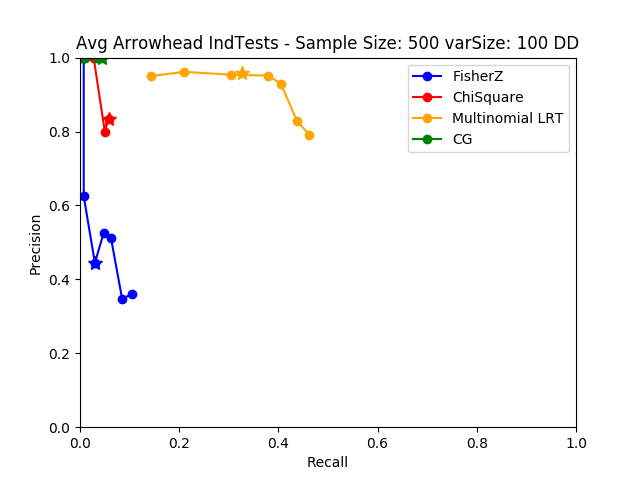 Avg Arrowhead IndTests - Sample Size: 500 varSize: 100 DD
1.0
0.8
0.6
0.4
0.2
0.0
Precision
FisherZ
ChiSquare
Multinomial LRT
CG
0.0 0.2 0.4 0.6 0.8 1.0
Recall